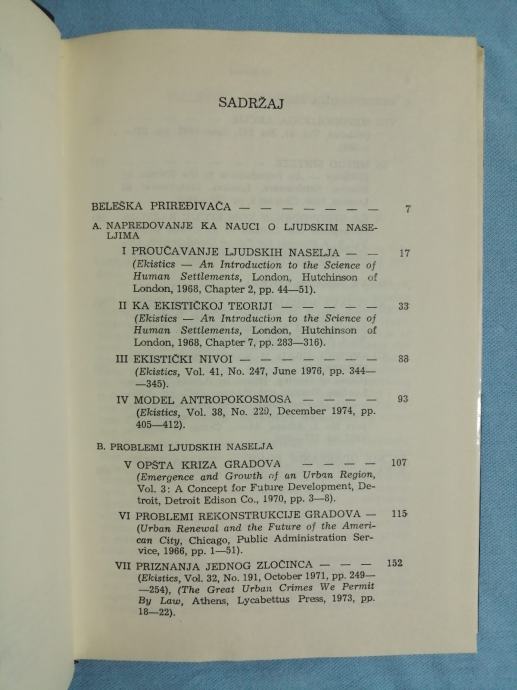 SADRŽAJ
BELEŠKA PRIREĐIVAČA — — — — — — — 7
A. NAPREDOVANJE KA NAUCI O LJUDSKIM NASE-
LJIMA
I PROUČAVANJE LJUDSKIH NASELJA — — 17
(Ekistics — An Introduction to the Science of
Human Settlements, London, Hutchinson of
London, 1968, Chapter 2, pp. 44—51).
II KA EKISTIČKOJ TEORIJI — — — — — 33
(Ekistics — An Introduction to the Science of
Human Settlements, London, Hutchinson of
London, 1968, Chapter 7, pp. 283—316).
III EKISTIČKI NIVOI — — — — — — — 88
(Ekistics, Vol. 41, No. 247, June 1976, pp. 344—
—345).
IV MODEL ANTROPOKOSMOSA — — — — 93
(Ekistics, Vol. 38, No. 229, December 1974, pp.
405—412).
B. PROBLEMI LJUDSKIH NASELJA
V OPŠTA KRIZA GRADOVA — — — — 107
(Emergence and Growth of an Urban Region,
Vol. 3: A Concept for Future Development, De-
troit, Detroit Edison Co., 1970, pp. 3—8).
VI PROBLEMI REKONSTRUKCIJE GRADOVA — 115
(Urban Renewal and the Future of the Ameri-
can City, Chicago, Public Administration Ser-
vice, 1966, pp. 1—51).
VII PRIZNANJA JEDNOG ZLOČINCA — — — 152
(Ekistics, Vol. 32, No. 191, October 1971, pp. 249—
—254), (The Great Urban Crimes We Permit
By Law, Athens, Lycabettus Press, 1973, pp.
18—22).